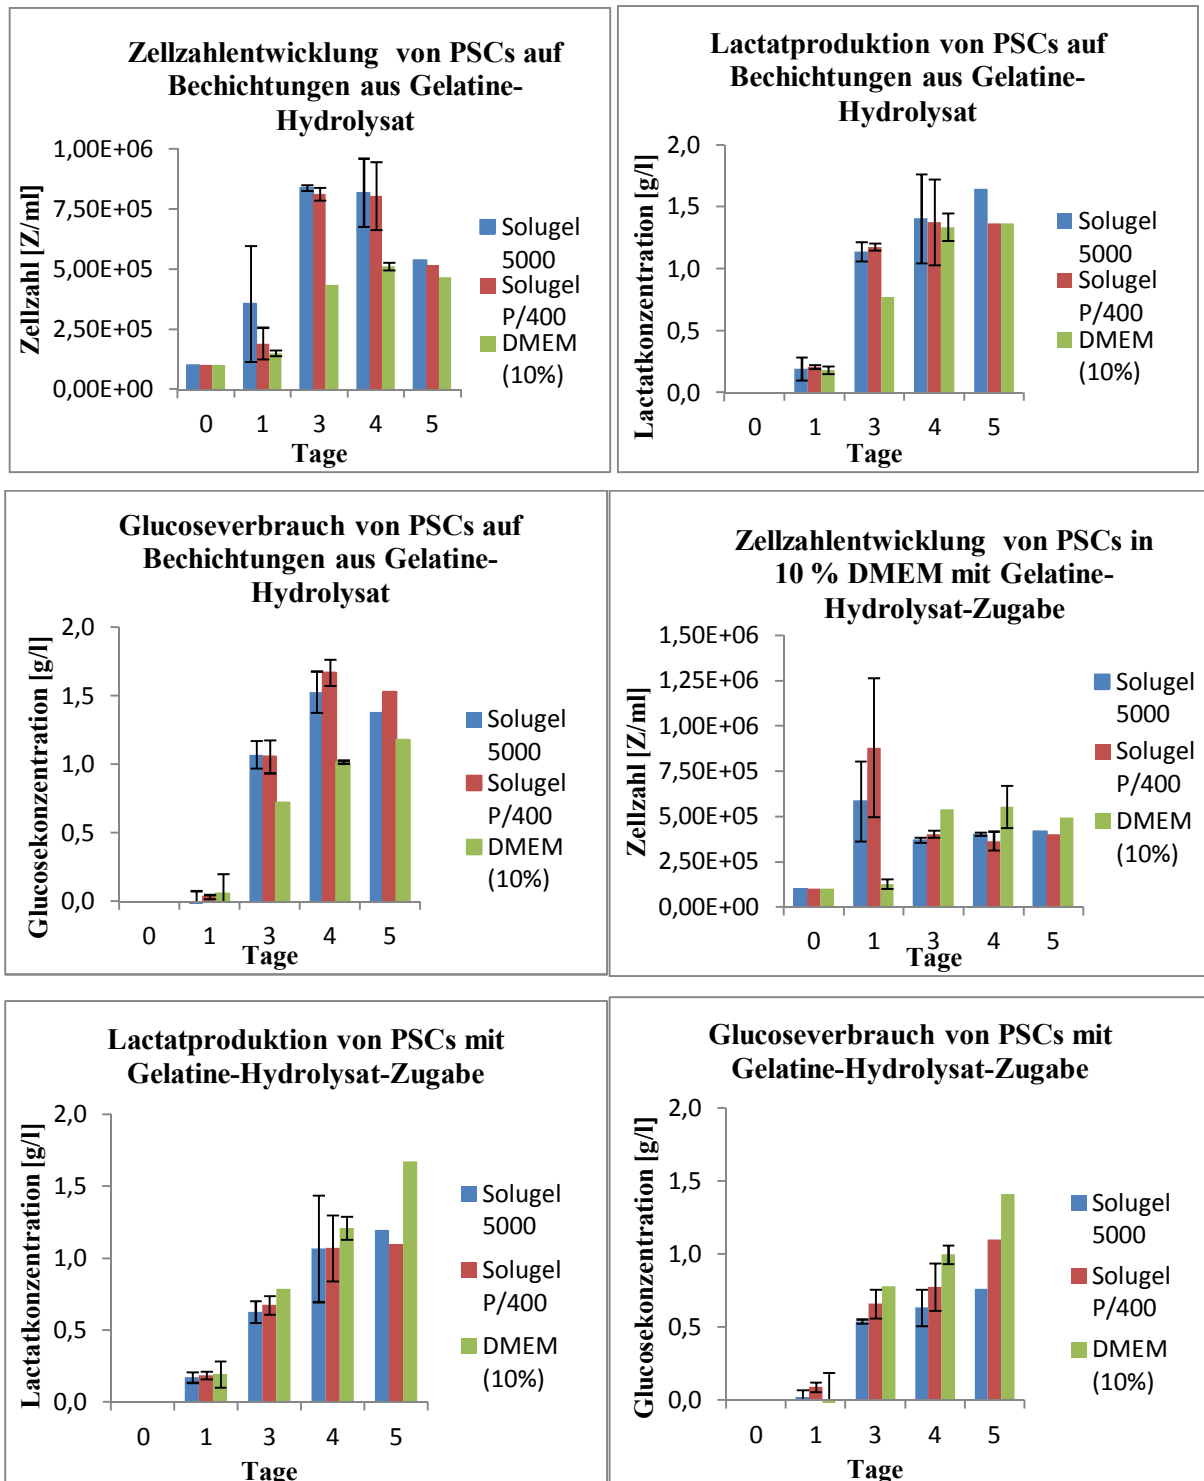 Zellzahlentwicklung von PSCs auf
Bechichtungen aus Gelatine-
Hydrolysat
Zellzahl [Z/ml]
1,00E+06
7,50E+05
5,00E+05
2,50E+05
0,00E+00
0 1 3 4 5
Tage
Solugel
5000
Solugel
P/400
DMEM
(10%)
Lactatproduktion von PSCs auf
Bechichtungen aus Gelatine-
Hydrolysat
Lactatkonzentration [g/l]
2,0
1,5
1,0
0,5
0,0
0 1 3 4 5
Tage
Solugel
5000
Solugel
P/400
DMEM
(10%)
Glucoseverbrauch von PSCs auf
Bechichtungen aus Gelatine-
Hydrolysat
Glucosekonzentration [g/l]
2,0
1,5
1,0
0,5
0,0
0 1 3 4 5
Tage
Solugel
5000
Solugel
P/400
DMEM
(10%)
Zellzahlentwicklung von PSCs in
10 % DMEM mit Gelatine-
Hydrolysat-Zugabe
Zellzahl [Z/ml]
1,50E+06
1,25E+06
1,00E+06
7,50E+05
5,00E+05
2,50E+05
0,00E+00
0 1 3 4 5
Tage
Solugel
5000
Solugel
P/400
DMEM
(10%)
Lactatproduktion von PSCs mit
Gelatine-Hydrolysat-Zugabe
Lactatkonzentration [g/l]
2,0
1,5
1,0
0,5
0,0
0 1 3 4 5
Tage
Solugel
5000
Solugel
P/400
DMEM
(10%)
Glucoseverbrauch von PSCs mit
Gelatine-Hydrolysat-Zugabe
Glucosekonzentration [g/l]
2,0
1,5
1,0
0,5
0,0
0 1 3 4 5
Tage
Solugel
5000
Solugel
P/400
DMEM
(10%)